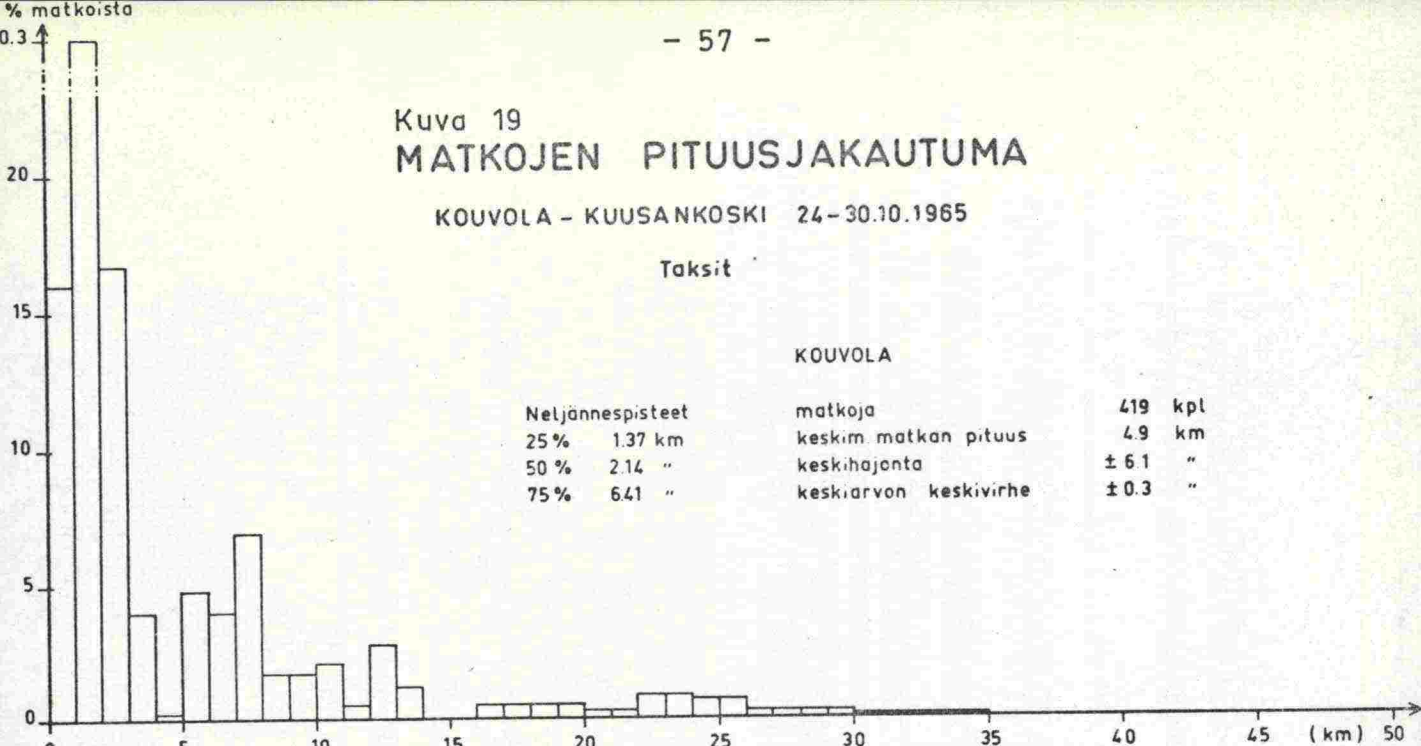 % matkoista
- 57 -
0.3
Kuva 19
MATKOJEN PITUUSJAKAUTUMA
20
KOUVOLA - KUUSANKOSKI 24-30.10.1965
Taksit
15
KOUVOLA
Neljännespisteet
25% 1.37 km
50% 2.14 "
75% 6.41 "
matkoja 419 kpl
keskim matkan pituus 4.9 km
keskihajonta ± 6.1 "
keskiarvon keskivirhe ± 0.3 "
10
5
0
0 5 10 15 20 25 30 35 40 45 (km) 50